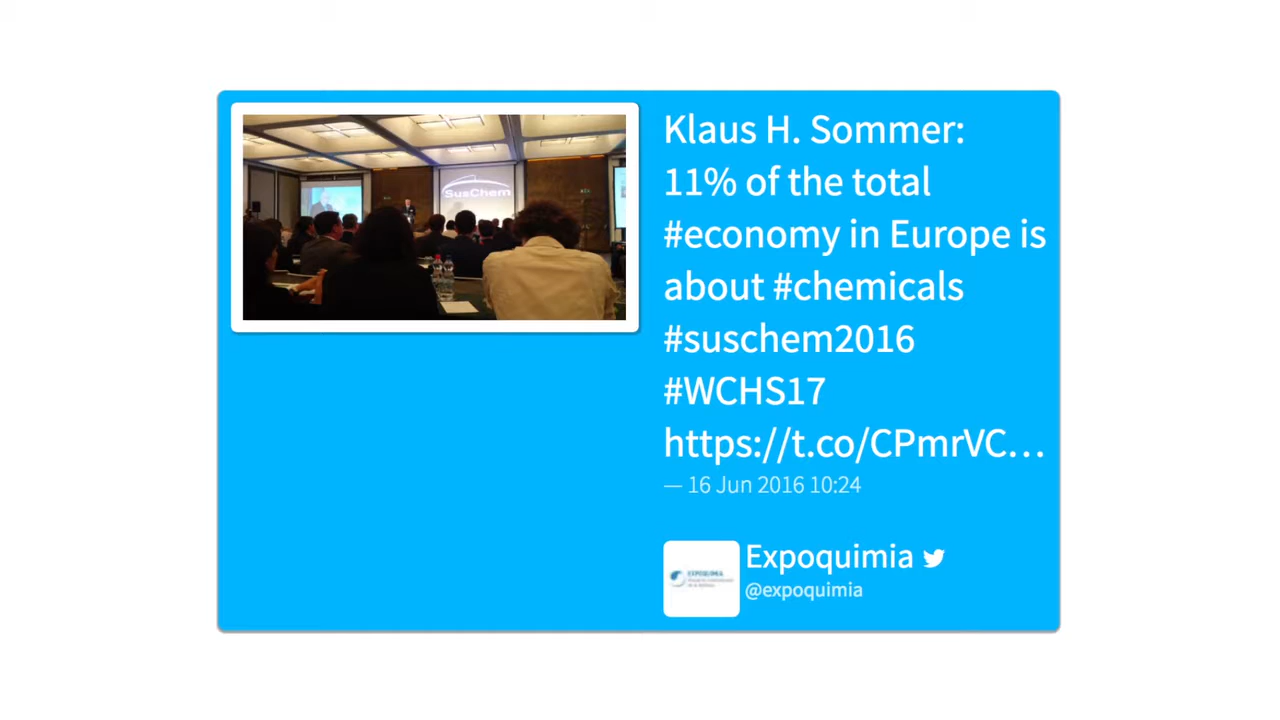 SusChem
Klaus H. Sommer:
11% of the total
#economy in Europe is
about #chemicals
#suschem2016
#WCHS17
https://t.co/CPmrVC…
— 16 Jun 2016 10:24
Expoquimia
@expoquimia
EXPOQUIMIA